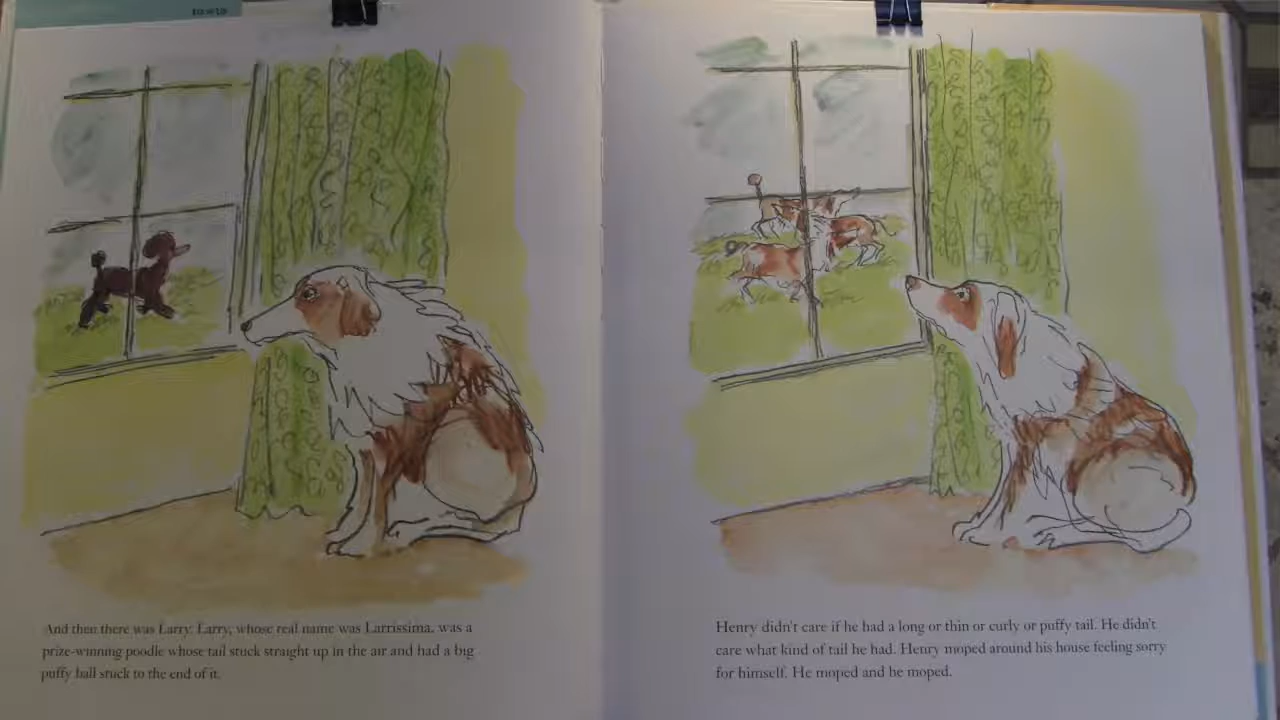 And then there was Larry. Larry, whose real name was Larrissima, was a
prize-winning poodle whose tail stuck straight up in the air and had a big
puffy ball stuck to the end of it.
Henry didn't care if he had a long or thin or curly or puffy tail. He didn't
care what kind of tail he had. Henry moped around his house feeling sorry
for himself. He moped and he moped.